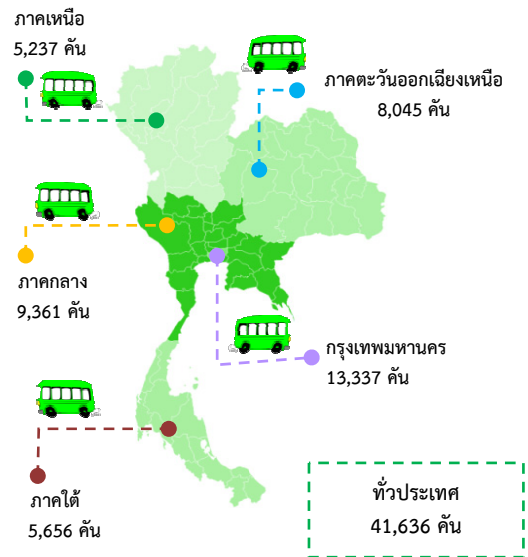 ภาคเหนือ
5,237 คัน
ภาคตะวันออกเฉียงเหนือ
8,045 คัน
ภาคกลาง
9,361 คัน
กรุงเทพมหานคร
13,337 คัน
ภาคใต้
5,656 คัน
ทั่วประเทศ
41,636 คัน